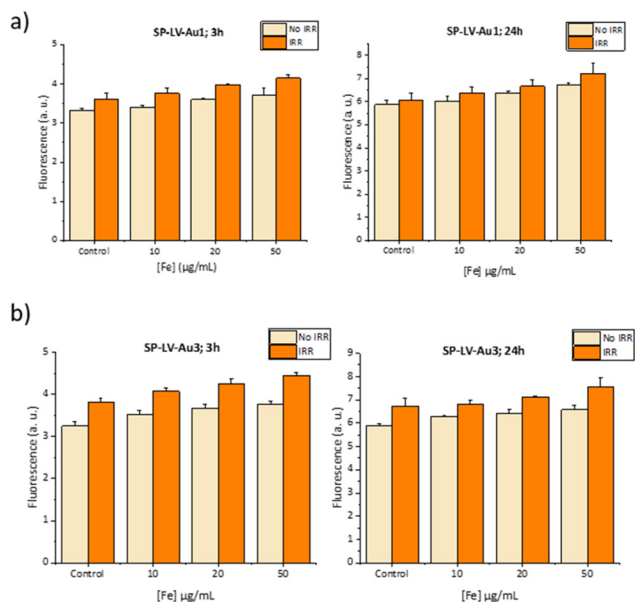 a)
SP-LV-Au1; 3h
No IRR
IRR
Fluorescence (a. u.)
5
4
3
2
1
0
Control
10
20
50
[Fe] (µg/mL)
SP-LV-Au1; 24h
No IRR
IRR
Fluorescence (a. u.)
9
8
7
6
5
4
3
2
1
0
Control
10
20
50
[Fe] µg/mL
b)
SP-LV-Au3; 3h
No IRR
IRR
Fluorescence (a. u.)
5
4
3
2
1
0
Control
10
20
50
[Fe] µg/mL
SP-LV-Au3; 24h
No IRR
IRR
Fluorescence (a. u.)
9
8
7
6
5
4
3
2
1
0
Control
10
20
50
[Fe] µg/mL